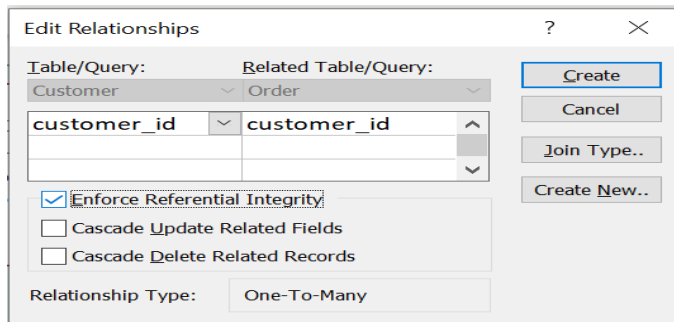 Edit Relationships ?
Table/Query: Related Table/Query:
Customer Order
Create
customer_id customer_id
Cancel
Join Type..
Create New..
Enforce Referential Integrity
Cascade Update Related Fields
Cascade Delete Related Records
Relationship Type: One-To-Many